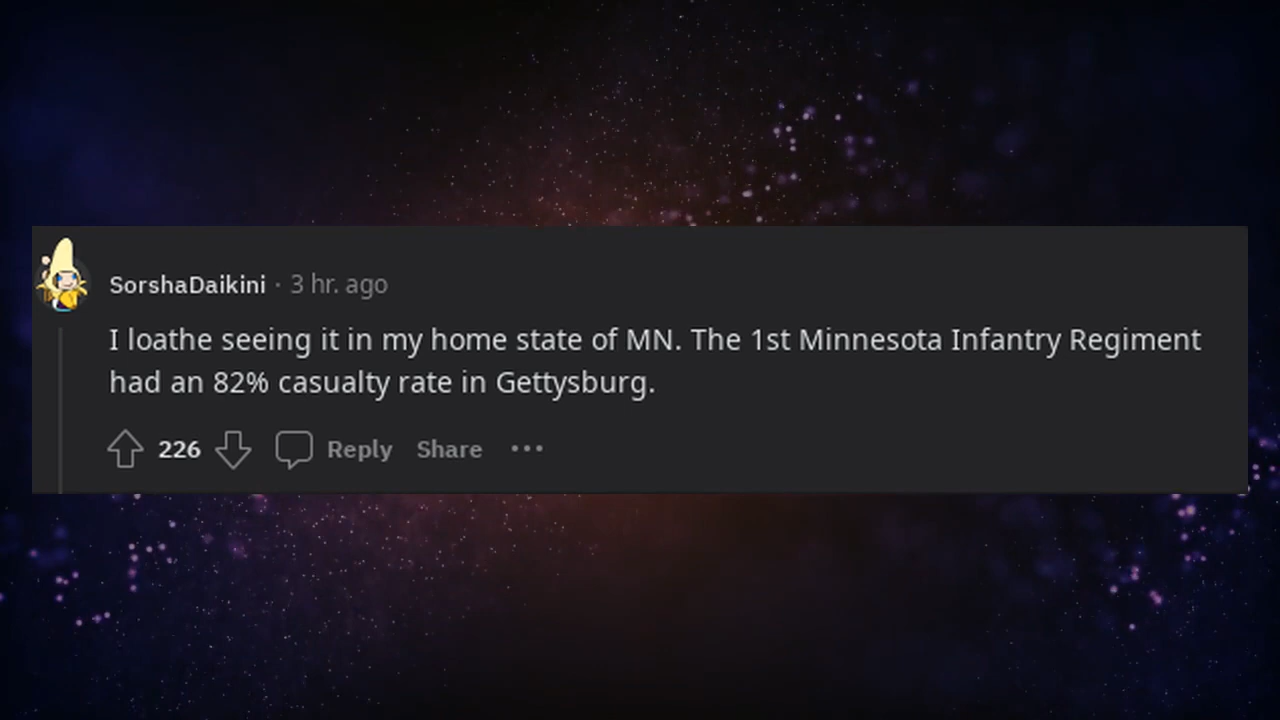 SorshaDaikini · 3 hr. ago
I loathe seeing it in my home state of MN. The 1st Minnesota Infantry Regiment
had an 82% casualty rate in Gettysburg.
226 Reply Share ···